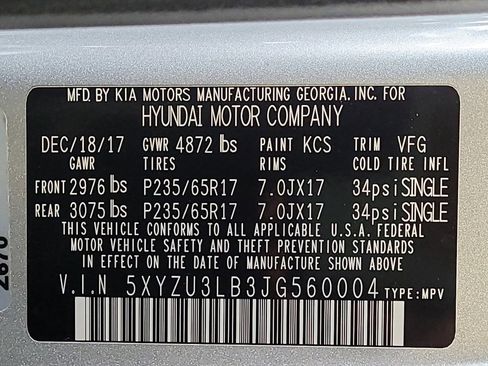 MFD. BY KIA MOTORS MANUFACTURING GEORGIA, INC. FOR
HYUNDAI MOTOR COMPANY
DEC/18/17 GVWR 4872 lbs PAINT KCS TRIM VFG
GAWR TIRES RIMS COLD TIRE INFL
FRONT 2976 lbs P235/65R17 7.0JX17 34psi SINGLE
REAR 3075 lbs P235/65R17 7.0JX17 34psi SINGLE
THIS VEHICLE CONFORMS TO ALL APPLICABLE U.S.A. FEDERAL
MOTOR VEHICLE SAFETY AND THEFT PREVENTION STANDARDS
IN EFFECT ON THE DATE OF MANUFACTURE SHOWN ABOVE
V.I.N 5XYZU3LB3JG560004 TYPE:MPV